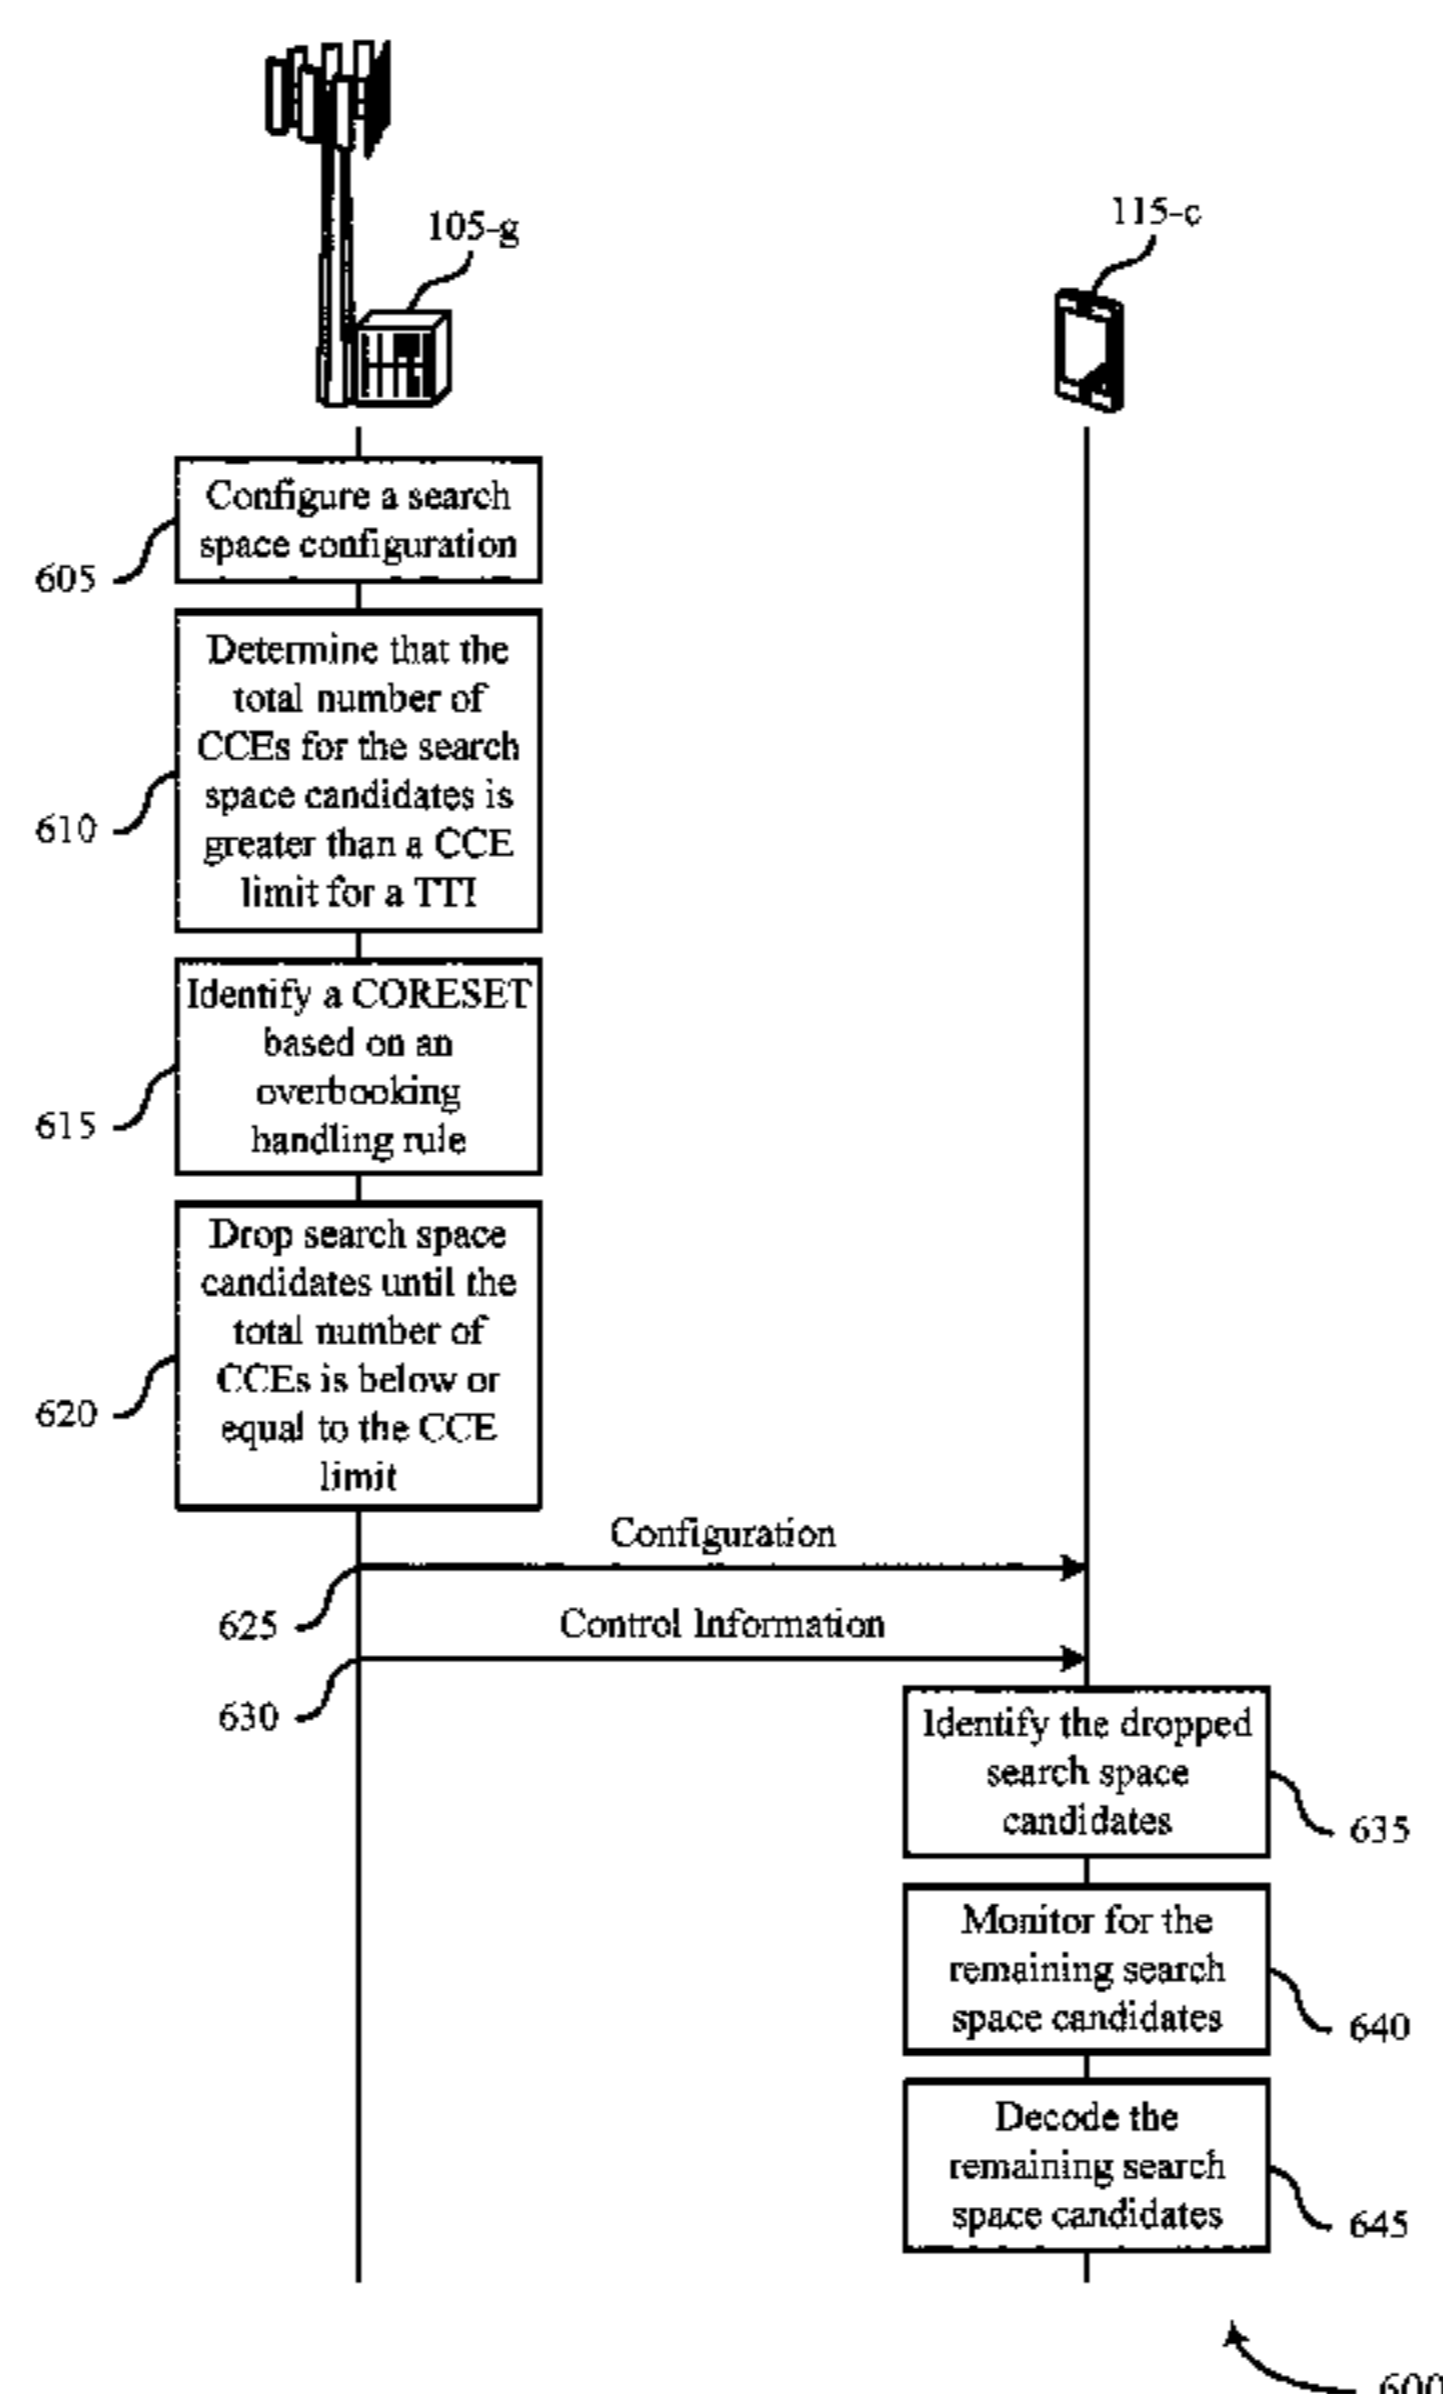 105-g
115-c
Configure a search
space configuration
605
Determine that the
total number of
CCEs for the search
space candidates is
greater than a CCE
limit for a TTI
610
Identify a CORESET
based on an
overbooking
handling rule
615
Drop search space
candidates until the
total number of
CCEs is below or
equal to the CCE
limit
620
Configuration
625
Control Information
630
Identify the dropped
search space
candidates
635
Monitor for the
remaining search
space candidates
640
Decode the
remaining search
space candidates
645
600